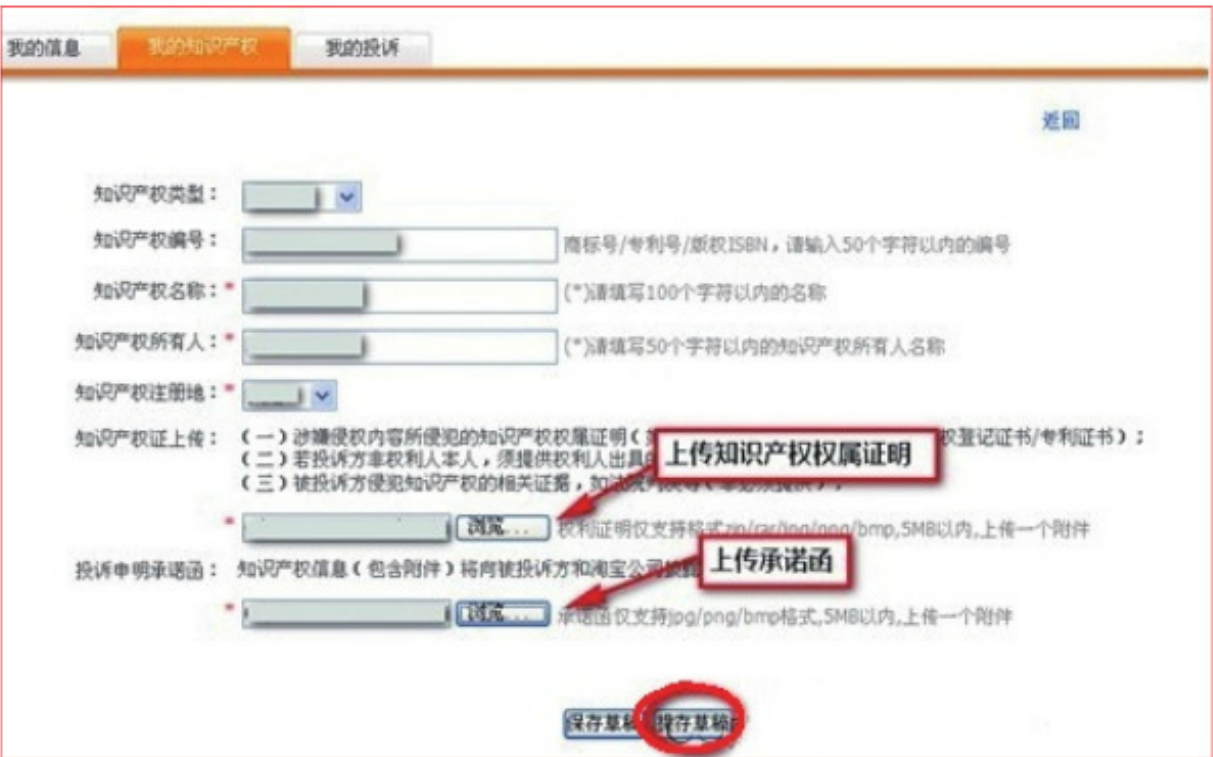 我的信息 我的知识产权 我的投诉
返回
知识产权类型：
知识产权编号： 商标号/专利号/版权ISBN，请输入50个字符以内的编号
知识产权名称：* (*)请填写100个字符以内的名称
知识产权所有人：* (*)请填写50个字符以内的知识产权所有人名称
知识产权注册地：*
知识产权证上传： (一)涉嫌侵权内容所侵犯的知识产权权属证明( 权登记证书/专利证书)；
(二)若投诉方非权利人本人，须提供权利人出具
(三)被投诉方侵犯知识产权的相关证据，如
上传知识产权权属证明
* 浏览... 权利证明仅支持格式zip/rar/jpg/png/bmp,5MB以内,上传一个附件
上传承诺函
投诉申明承诺函： 知识产权信息(包含附件)将向被投诉方和淘宝公司
* 浏览... 承诺函仅支持jpg/png/bmp格式,5MB以内,上传一个附件
保存草稿 保存草稿